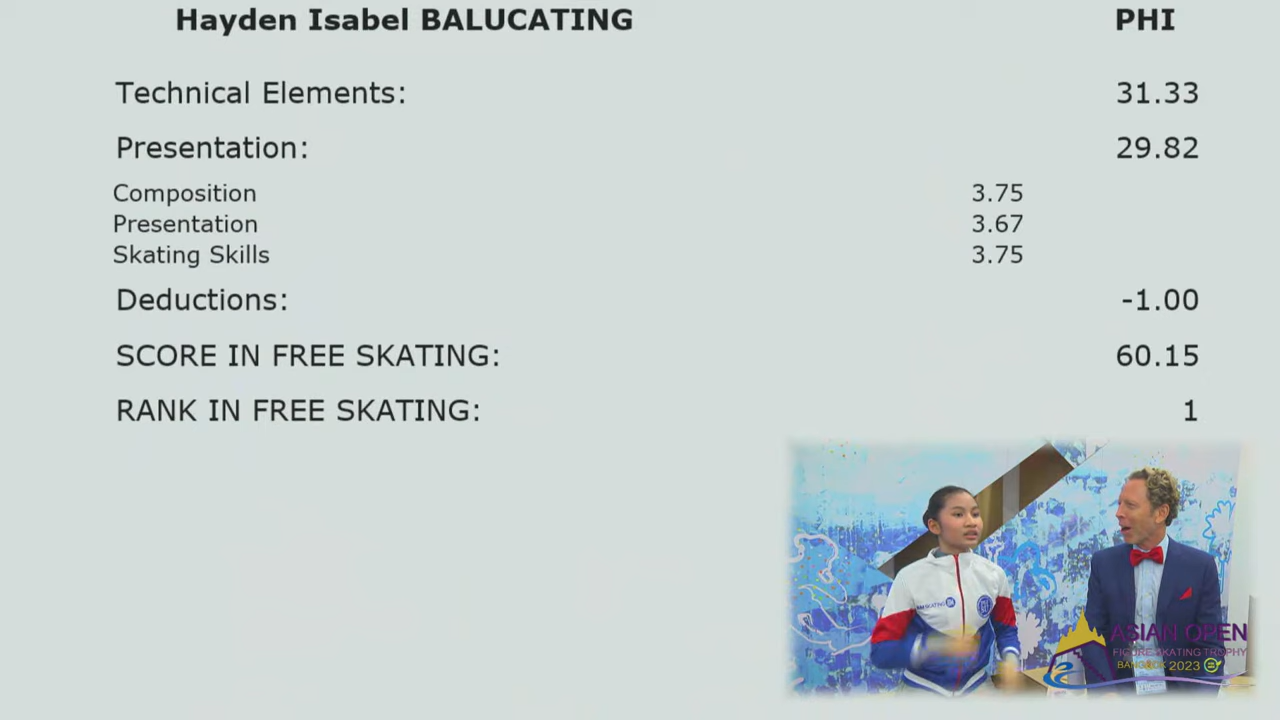 Hayden Isabel BALUCATING PHI
Technical Elements: 31.33
Presentation: 29.82
Composition 3.75
Presentation 3.67
Skating Skills 3.75
Deductions: -1.00
SCORE IN FREE SKATING: 60.15
RANK IN FREE SKATING: 1
ASIAN OPEN
FIGURE SKATING TROPHY
BANGKOK 2023